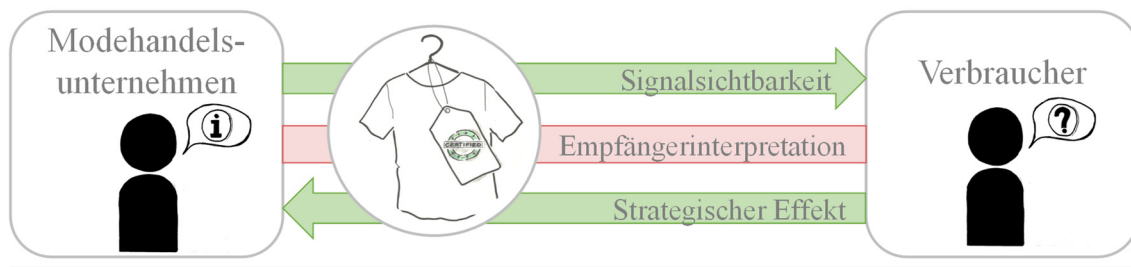 Modehandels-
unternehmen
i
CERTIFIED
Signalsichtbarkeit
Empfängerinterpretation
Strategischer Effekt
Verbraucher
?